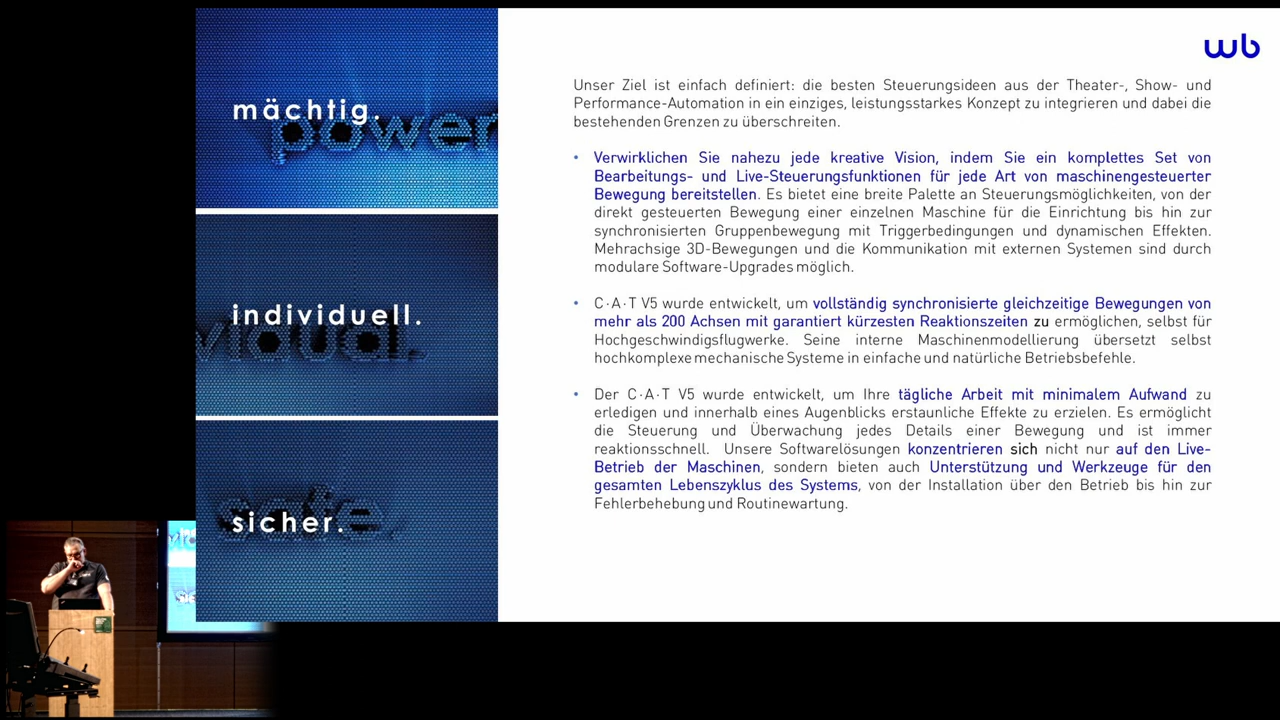 wb
mächtig.
power
individuell.
vidual.
sicher.
safe.
Unser Ziel ist einfach definiert: die besten Steuerungsideen aus der Theater-, Show- und
Performance-Automation in ein einziges, leistungsstarkes Konzept zu integrieren und dabei die
bestehenden Grenzen zu überschreiten.
• Verwirklichen Sie nahezu jede kreative Vision, indem Sie ein komplettes Set von
Bearbeitungs- und Live-Steuerungsfunktionen für jede Art von maschinengesteuerter
Bewegung bereitstellen. Es bietet eine breite Palette an Steuerungsmöglichkeiten, von der
direkt gesteuerten Bewegung einer einzelnen Maschine für die Einrichtung bis hin zur
synchronisierten Gruppenbewegung mit Triggerbedingungen und dynamischen Effekten.
Mehrachsige 3D-Bewegungen und die Kommunikation mit externen Systemen sind durch
modulare Software-Upgrades möglich.
• C·A·T V5 wurde entwickelt, um vollständig synchronisierte gleichzeitige Bewegungen von
mehr als 200 Achsen mit garantiert kürzesten Reaktionszeiten zu ermöglichen, selbst für
Hochgeschwindigsflugwerke. Seine interne Maschinenmodellierung übersetzt selbst
hochkomplexe mechanische Systeme in einfache und natürliche Betriebsbefehle.
• Der C·A·T V5 wurde entwickelt, um Ihre tägliche Arbeit mit minimalem Aufwand zu
erledigen und innerhalb eines Augenblicks erstaunliche Effekte zu erzielen. Es ermöglicht
die Steuerung und Überwachung jedes Details einer Bewegung und ist immer
reaktionsschnell. Unsere Softwarelösungen konzentrieren sich nicht nur auf den Live-
Betrieb der Maschinen, sondern bieten auch Unterstützung und Werkzeuge für den
gesamten Lebenszyklus des Systems, von der Installation über den Betrieb bis hin zur
Fehlerbehebung und Routinewartung.